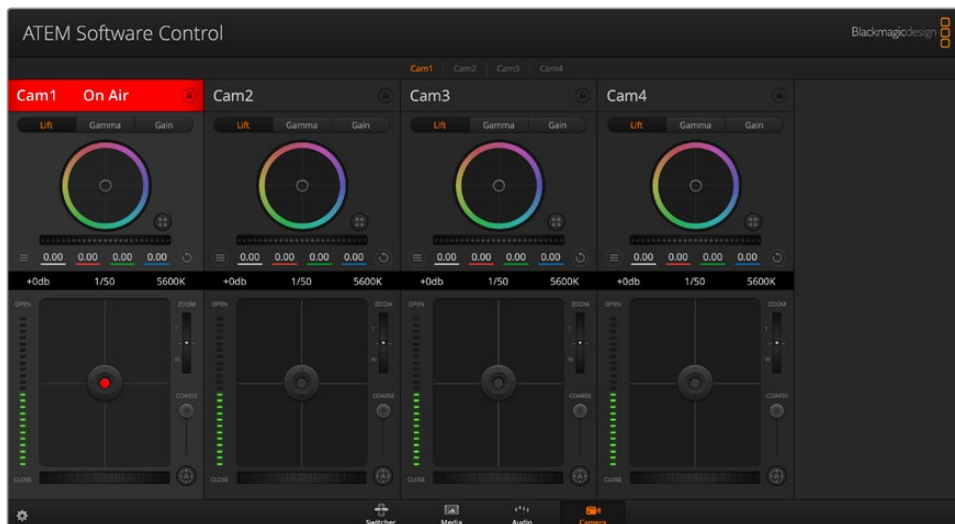 ATEM Software Control
Blackmagicdesign
Cam1 Cam2 Cam3 Cam4
Cam1 On Air Cam2 Cam3 Cam4
Lift Gamma Gain Lift Gamma Gain Lift Gamma Gain Lift Gamma Gain
0.00 0.00 0.00 0.00 0.00 0.00 0.00 0.00 0.00 0.00 0.00 0.00 0.00 0.00 0.00 0.00
+0db 1/50 5600K +0db 1/50 5600K +0db 1/50 5600K +0db 1/50 5600K
OPEN ZOOM OPEN ZOOM OPEN ZOOM OPEN ZOOM
T T T T
W W W W
COARSE COARSE COARSE COARSE
CLOSE CLOSE CLOSE CLOSE
Switcher Media Audio Camera